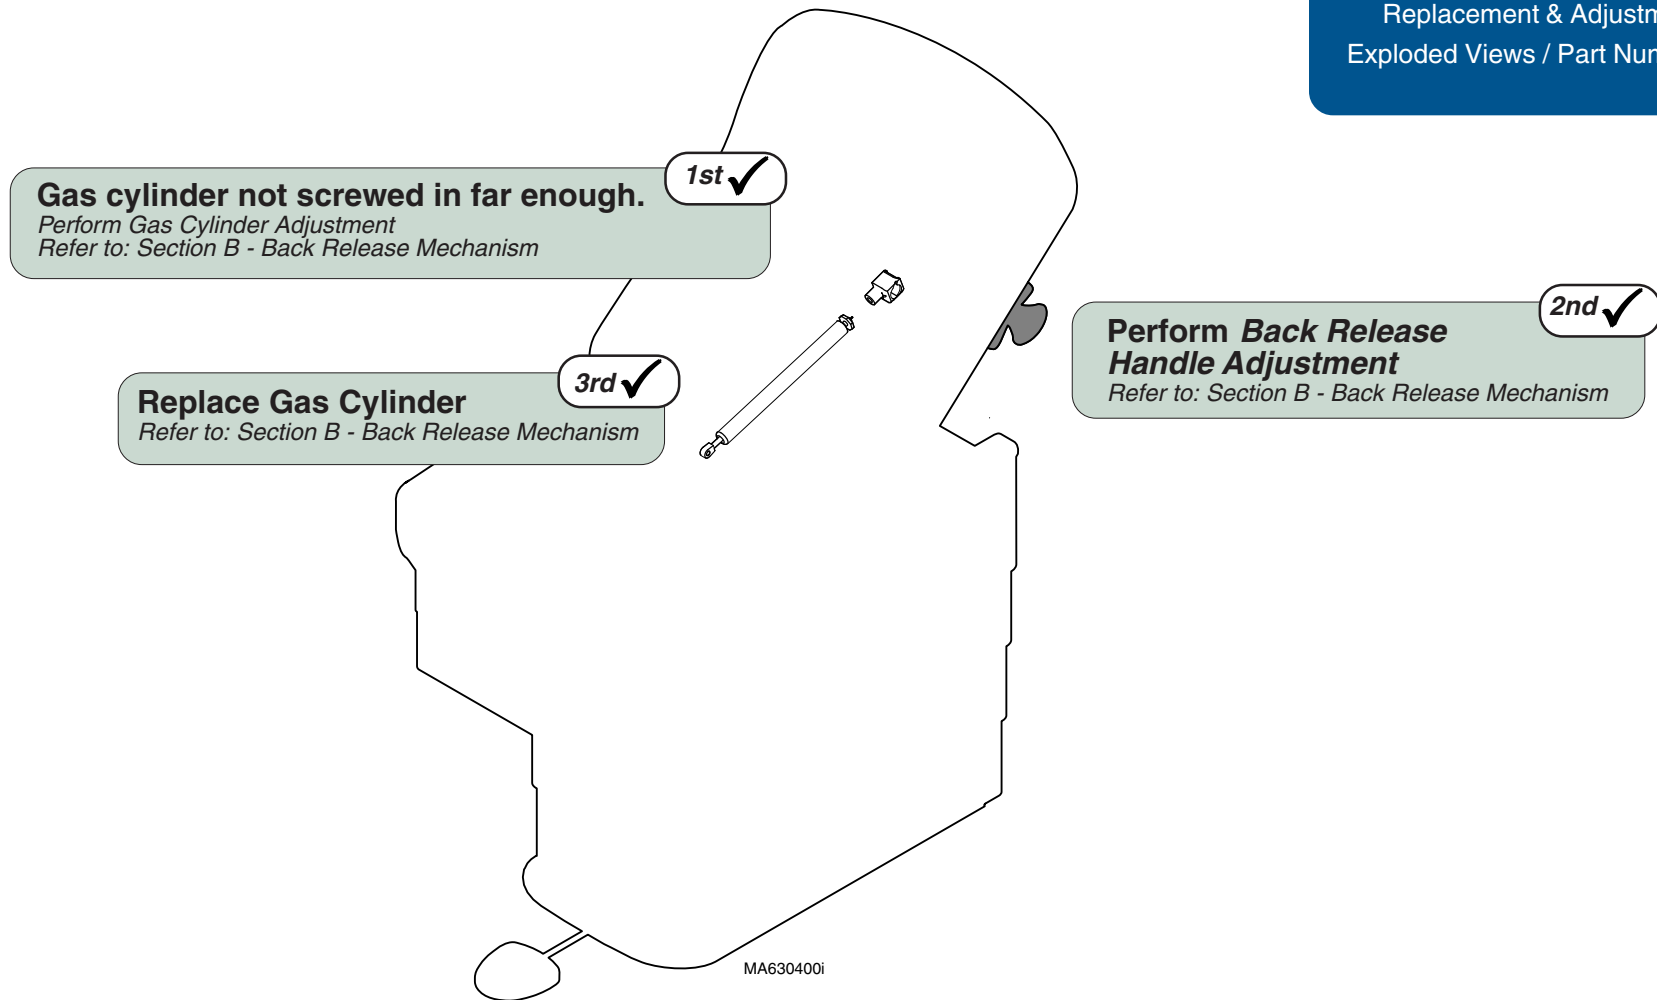 Replacement & Adjustm
Exploded Views / Part Num
1st
Gas cylinder not screwed in far enough.
Perform Gas Cylinder Adjustment
Refer to: Section B - Back Release Mechanism
2nd
Perform Back Release
Handle Adjustment
Refer to: Section B - Back Release Mechanism
3rd
Replace Gas Cylinder
Refer to: Section B - Back Release Mechanism
MA630400i